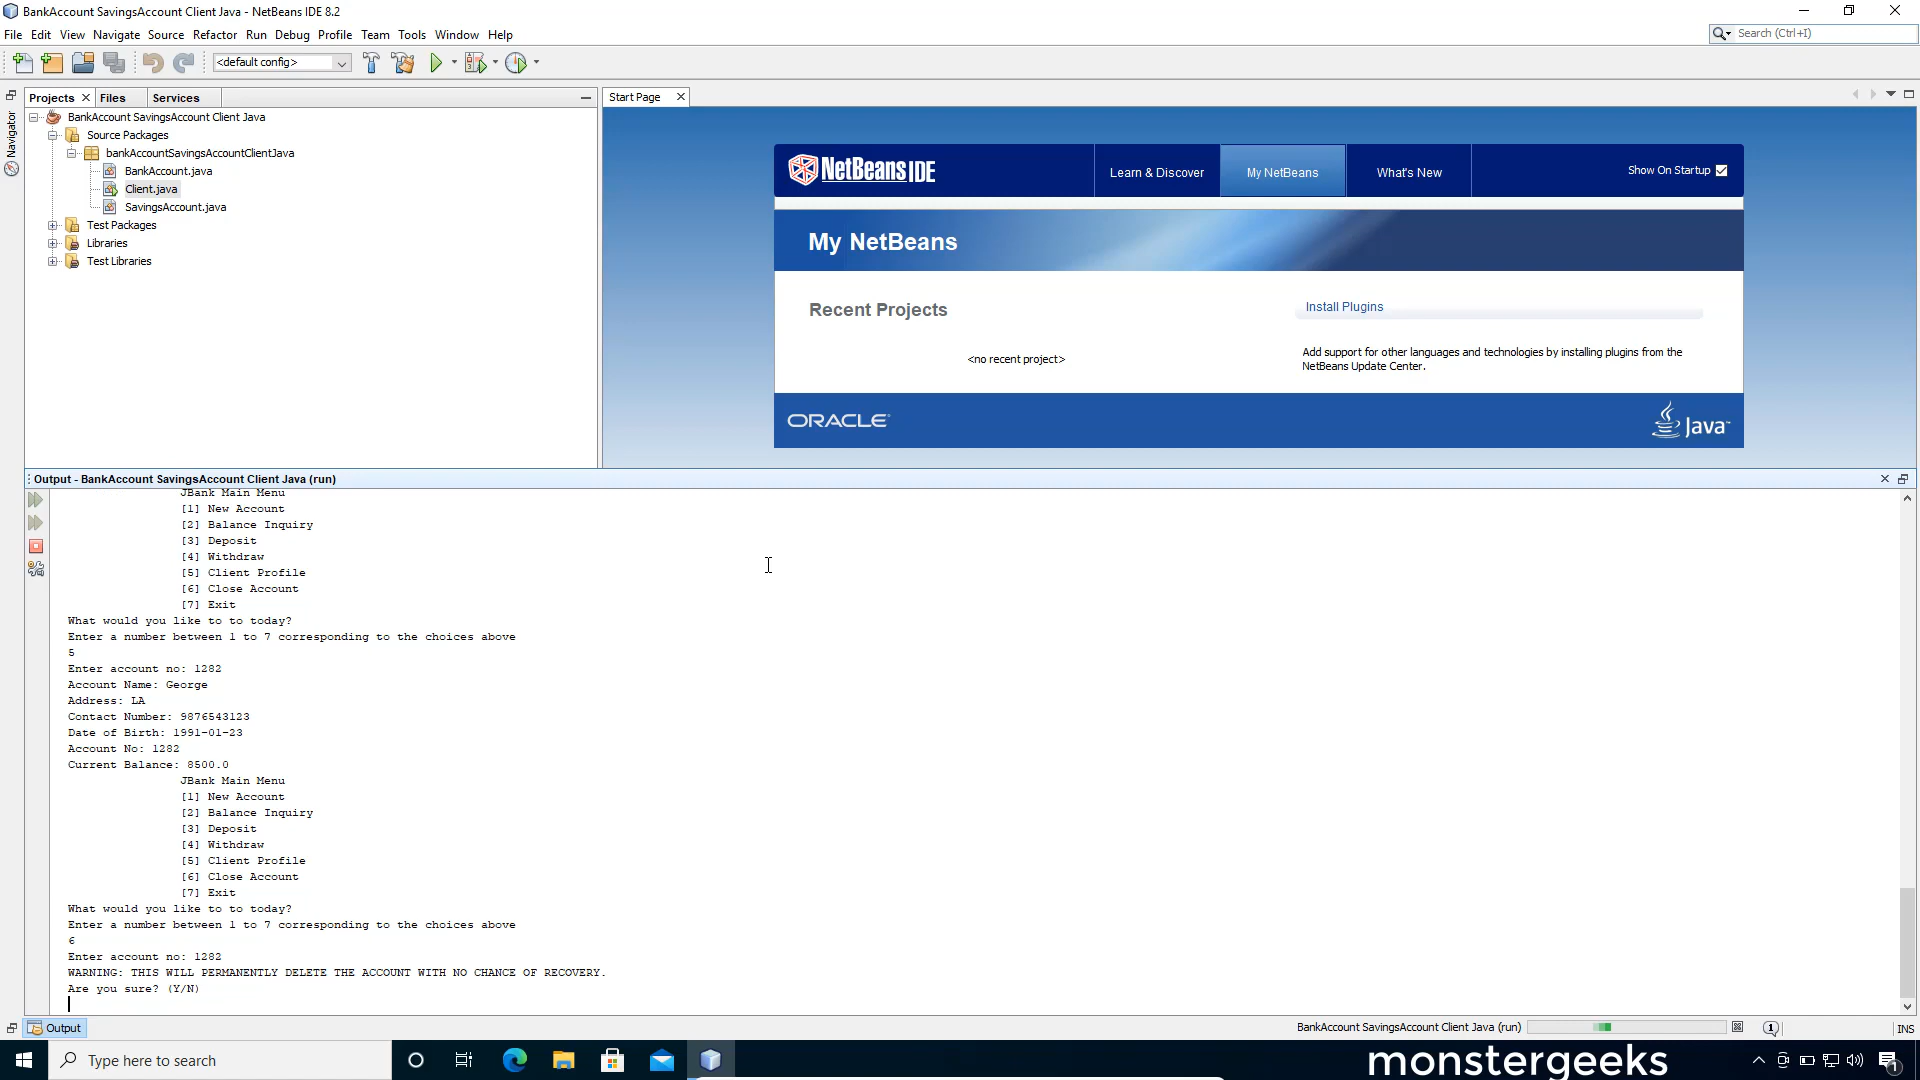 BankAccount SavingsAccount Client Java - NetBeans IDE 8.2
File Edit View Navigate Source Refactor Run Debug Profile Team Tools Window Help
Search (Ctrl+I)
<default config>
Projects Files Services
Start Page
Navigator
BankAccount SavingsAccount Client Java
Source Packages
bankAccountSavingsAccountClientJava
BankAccount.java
Client.java
SavingsAccount.java
Test Packages
Libraries
Test Libraries
NetBeans IDE
Learn & Discover
My NetBeans
What's New
Show On Startup
My NetBeans
Recent Projects
<no recent project>
Install Plugins
Add support for other languages and technologies by installing plugins from the
NetBeans Update Center.
ORACLE
Java
Output - BankAccount SavingsAccount Client Java (run)
JBank Main Menu
[1] New Account
[2] Balance Inquiry
[3] Deposit
[4] Withdraw
[5] Client Profile
[6] Close Account
[7] Exit
What would you like to to today?
Enter a number between 1 to 7 corresponding to the choices above
5
Enter account no: 1282
Account Name: George
Address: LA
Contact Number: 9876543123
Date of Birth: 1991-01-23
Account No: 1282
Current Balance: 8500.0
JBank Main Menu
[1] New Account
[2] Balance Inquiry
[3] Deposit
[4] Withdraw
[5] Client Profile
[6] Close Account
[7] Exit
What would you like to to today?
Enter a number between 1 to 7 corresponding to the choices above
6
Enter account no: 1282
WARNING: THIS WILL PERMANENTLY DELETE THE ACCOUNT WITH NO CHANCE OF RECOVERY.
Are you sure? (Y/N)
Output
BankAccount SavingsAccount Client Java (run)
1
INS
Type here to search
monstergeeks
1